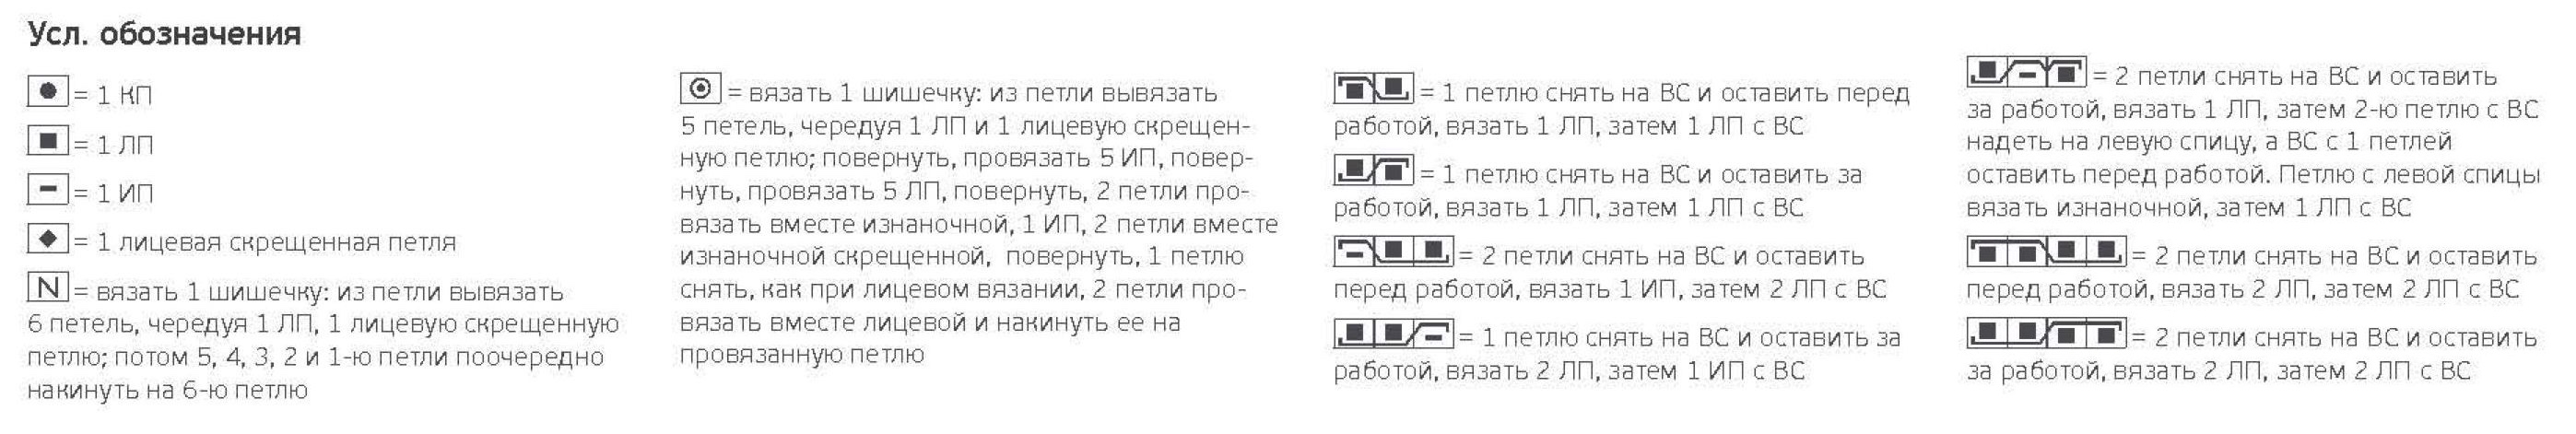 Усл. обозначения
= 1 КП
= 1 ЛП
= 1 ИП
= 1 лицевая скрещенная петля
N = вязать 1 шишечку: из петли вывязать
6 петель, чередуя 1 ЛП, 1 лицевую скрещенную
петлю; потом 5, 4, 3, 2 и 1-ю петли поочередно
накинуть на 6-ю петлю
= вязать 1 шишечку: из петли вывязать
5 петель, чередуя 1 ЛП и 1 лицевую скрещен-
ную петлю; повернуть, провязать 5 ИП, повер-
нуть, провязать 5 ЛП, повернуть, 2 петли про-
вязать вместе изнаночной, 1 ИП, 2 петли вместе
изнаночной скрещенной, повернуть, 1 петлю
снять, как при лицевом вязании, 2 петли про-
вязать вместе лицевой и накинуть ее на
провязанную петлю
= 1 петлю снять на ВС и оставить перед
работой, вязать 1 ЛП, затем 1 ЛП с ВС
= 1 петлю снять на ВС и оставить за
работой, вязать 1 ЛП, затем 1 ЛП с ВС
= 2 петли снять на ВС и оставить
перед работой, вязать 1 ИП, затем 2 ЛП с ВС
= 1 петлю снять на ВС и оставить за
работой, вязать 2 ЛП, затем 1 ИП с ВС
= 2 петли снять на ВС и оставить
за работой, вязать 1 ЛП, затем 2-ю петлю с ВС
надеть на левую спицу, а ВС с 1 петлей
оставить перед работой. Петлю с левой спицы
вязать изнаночной, затем 1 ЛП с ВС
= 2 петли снять на ВС и оставить
перед работой, вязать 2 ЛП, затем 2 ЛП с ВС
= 2 петли снять на ВС и оставить
за работой, вязать 2 ЛП, затем 2 ЛП с ВС